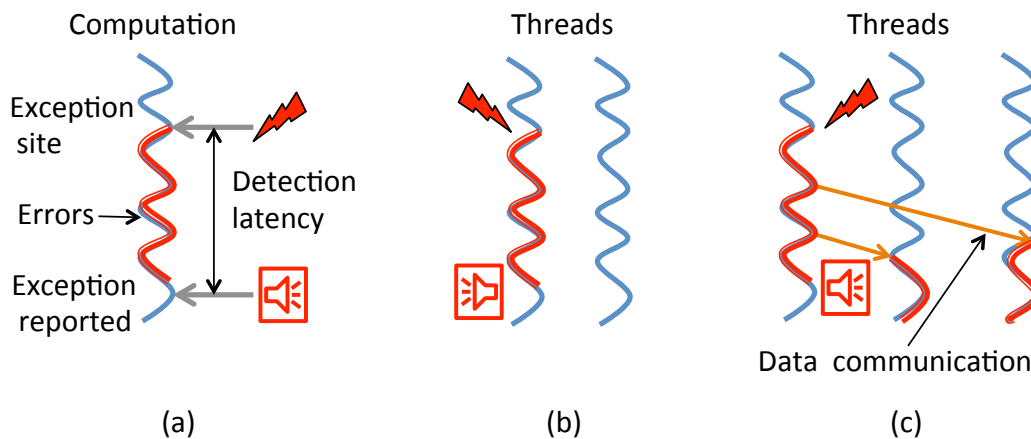 Computation
Threads
Threads
Exception
site
Detection
latency
Errors
Exception
reported
Data communication
(a)
(b)
(c)